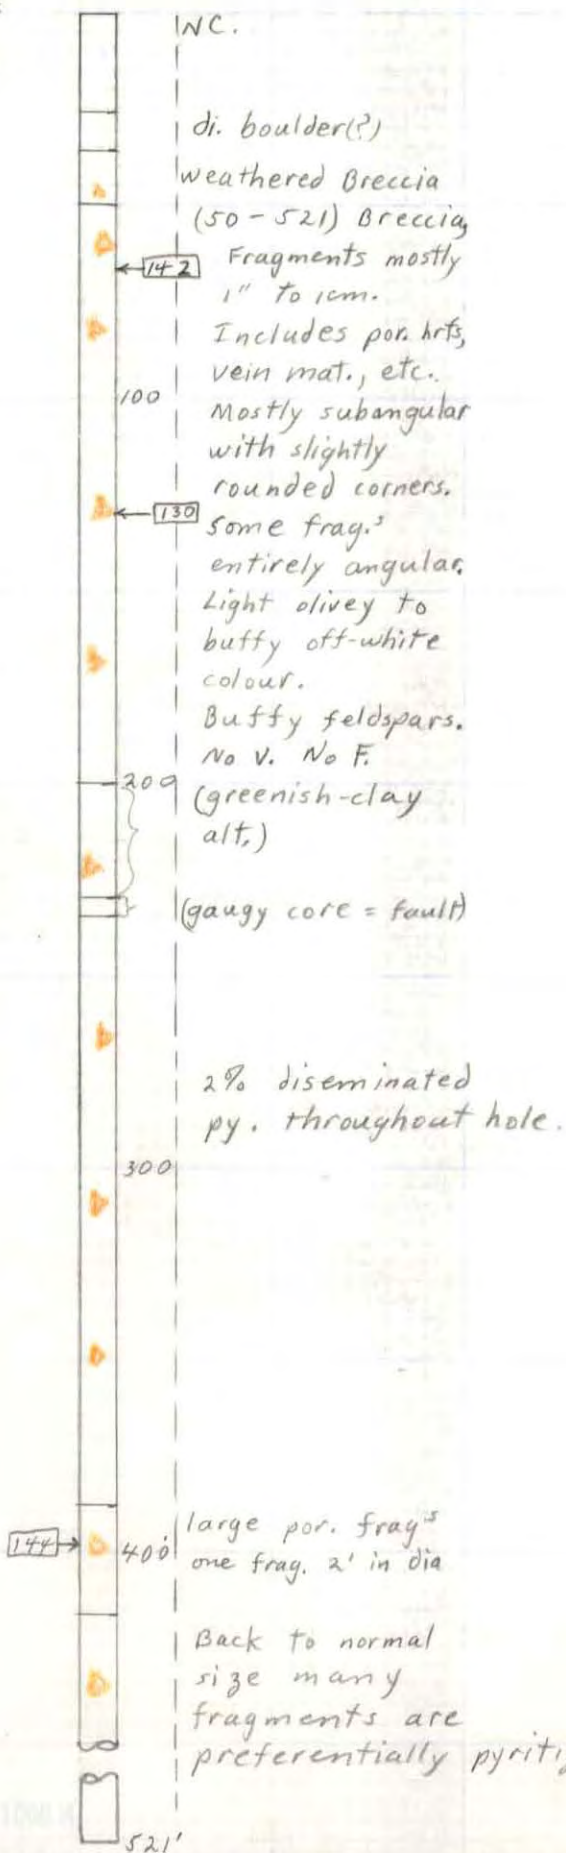 NC.
di. boulder(?)
weathered Breccia
(50-521) Breccia,
142
Fragments mostly
1" to 1cm.
Includes por. hrfs,
vein mat., etc.
100
Mostly subangular
with slightly
rounded corners.
130
Some frag.s
entirely angular.
Light olivey to
buffy off-white
colour.
Buffy feldspars.
No V. No F.
200
(greenish-clay
alt.)
(gaugy core = fault)
2% diseminated
py. throughout hole.
300
large por. frag.s
144
400
one frag. 2' in dia
Back to normal
size many
fragments are
preferentially
521'